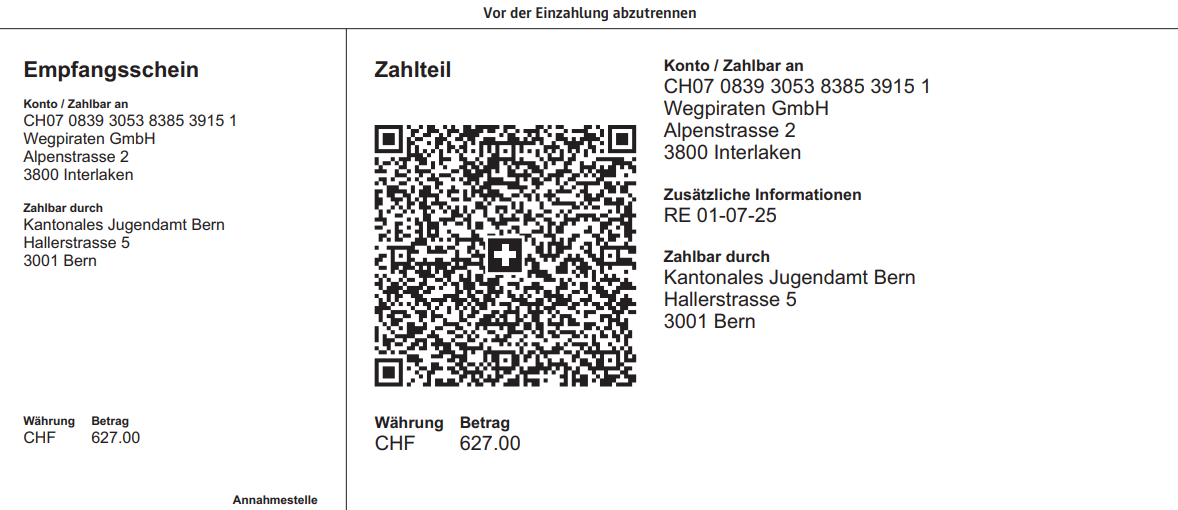 Vor der Einzahlung abzutrennen
Empfangsschein
Konto / Zahlbar an
CH07 0839 3053 8385 3915 1
Wegpiraten GmbH
Alpenstrasse 2
3800 Interlaken
Zahlbar durch
Kantonales Jugendamt Bern
Hallerstrasse 5
3001 Bern
Währung Betrag
CHF 627.00
Annahmestelle
Zahlteil
Währung Betrag
CHF 627.00
Konto / Zahlbar an
CH07 0839 3053 8385 3915 1
Wegpiraten GmbH
Alpenstrasse 2
3800 Interlaken
Zusätzliche Informationen
RE 01-07-25
Zahlbar durch
Kantonales Jugendamt Bern
Hallerstrasse 5
3001 Bern